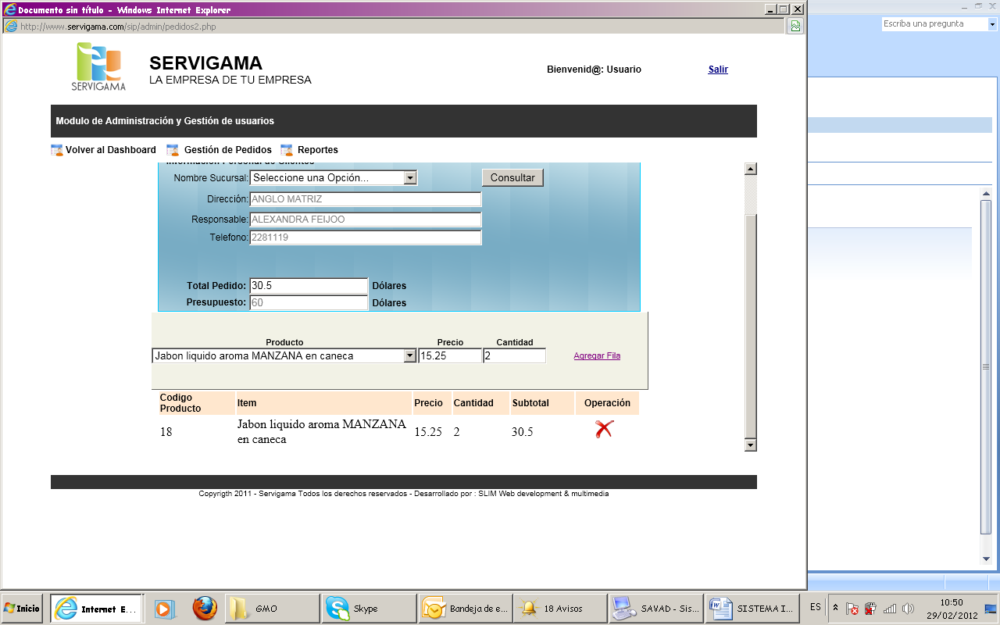 Documento sin título - Windows Internet Explorer
http://www.servigama.com/sip/admin/pedidos2.php
Escriba una pregunta
SERVIGAMA
SERVIGAMA
LA EMPRESA DE TU EMPRESA
Bienvenid@: Usuario
Salir
Modulo de Administración y Gestión de usuarios
Volver al Dashboard Gestión de Pedidos Reportes
Información Personal de Clientes
Nombre Sucursal: Seleccione una Opción... Consultar
Dirección: ANGLO MATRIZ
Responsable: ALEXANDRA FEIJOO
Telefono: 2281119
Total Pedido: 30.5 Dólares
Presupuesto: 60 Dólares
Producto Precio Cantidad
Jabon liquido aroma MANZANA en caneca 15.25 2 Agregar Fila
Codigo Producto Item Precio Cantidad Subtotal Operación
18 Jabon liquido aroma MANZANA en caneca 15.25 2 30.5
Copyrigth 2011 - Servigama Todos los derechos reservados - Desarrollado por : SLIM Web development & multimedia
Inicio Internet E... GMO Skype Bandeja de e... 18 Avisos SAVAD - Sis... SISTEMA I... ES 10:50
29/02/2012